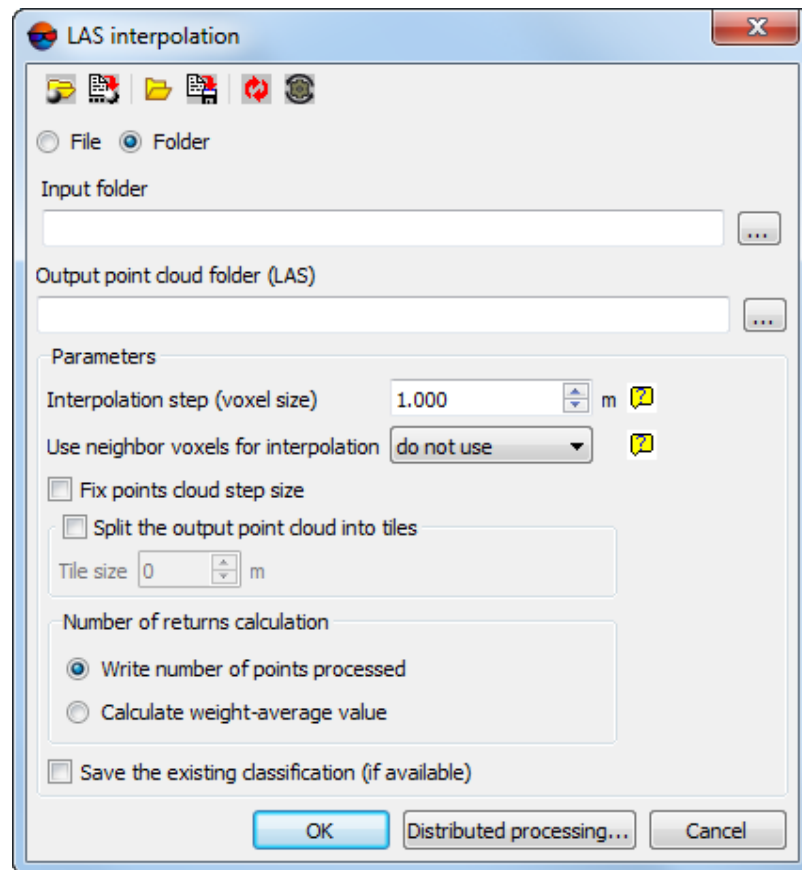 LAS interpolation
File Folder
Input folder
...
Output point cloud folder (LAS)
...
Parameters
Interpolation step (voxel size) 1.000 m ?
Use neighbor voxels for interpolation do not use ?
Fix points cloud step size
Split the output point cloud into tiles
Tile size 0 m
Number of returns calculation
Write number of points processed
Calculate weight-average value
Save the existing classification (if available)
OK Distributed processing... Cancel